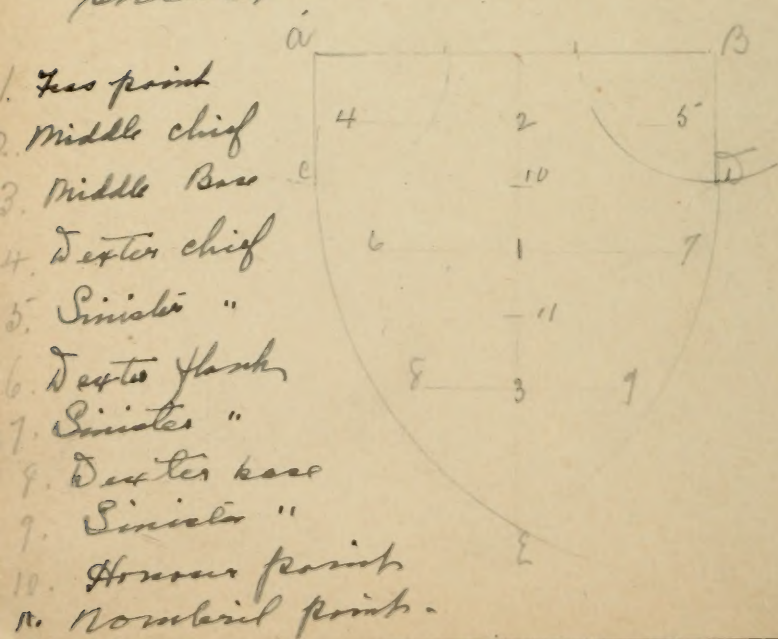 1. Fess point
2. Middle chief
3. Middle Base
4. Dexter chief
5. Sinister "
6. Dexter flank
7. Sinister "
8. Dexter base
9. Sinister "
10. Honour point
11. Nombril point.
A B
4 2 5
C 10 D
6 1 7
11
8 3 9
E